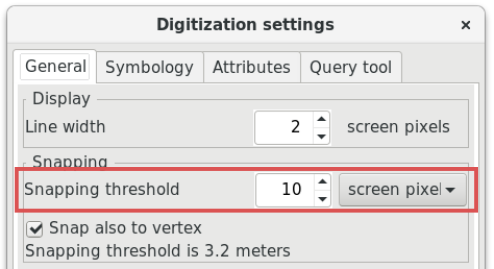 Digitization settings ×
General Symbology Attributes Query tool
Display
Line width 2 screen pixels
Snapping
Snapping threshold 10 screen pixel
Snap also to vertex
Snapping threshold is 3.2 meters